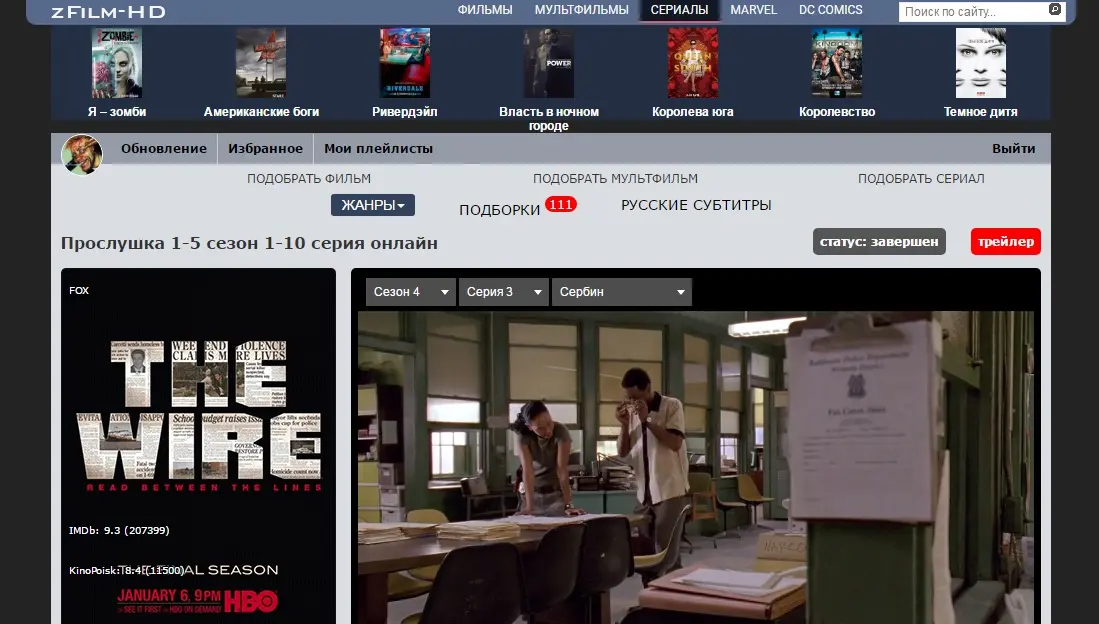 zFilm-HD
ФИЛЬМЫ МУЛЬТФИЛЬМЫ СЕРИАЛЫ MARVEL DC COMICS Поиск по сайту...
ZOMBIE
RIVERDALE
POWER
QUEEN OF THE SOUTH
KINGDOM
Я – зомби
Американские боги
Ривердэйл
Власть в ночном городе
Королева юга
Королевство
Темное дитя
Обновление Избранное Мои плейлисты Выйти
ПОДОБРАТЬ ФИЛЬМ ПОДОБРАТЬ МУЛЬТФИЛЬМ ПОДОБРАТЬ СЕРИАЛ
ЖАНРЫ ПОДБОРКИ 111 РУССКИЕ СУБТИТРЫ
Прослушка 1-5 сезон 1-10 серия онлайн
статус: завершен трейлер
FOX
THE
WIRE
READ BETWEEN THE LINES
IMDb: 9.3 (207399)
KinoPoisk: 8.4 (11500)
AL SEASON
JANUARY 6, 9PM
SEE IT FIRST HBO ON DEMAND
HBO
Сезон 4 Серия 3 Сербин